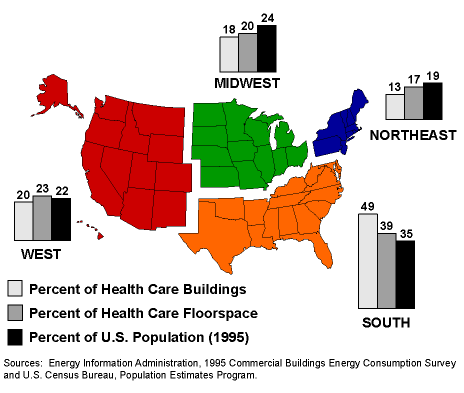 18 20 24
MIDWEST
13 17 19
NORTHEAST
20 23 22
WEST
49
39
35
SOUTH
Percent of Health Care Buildings
Percent of Health Care Floorspace
Percent of U.S. Population (1995)
Sources: Energy Information Administration, 1995 Commercial Buildings Energy Consumption Survey
and U.S. Census Bureau, Population Estimates Program.